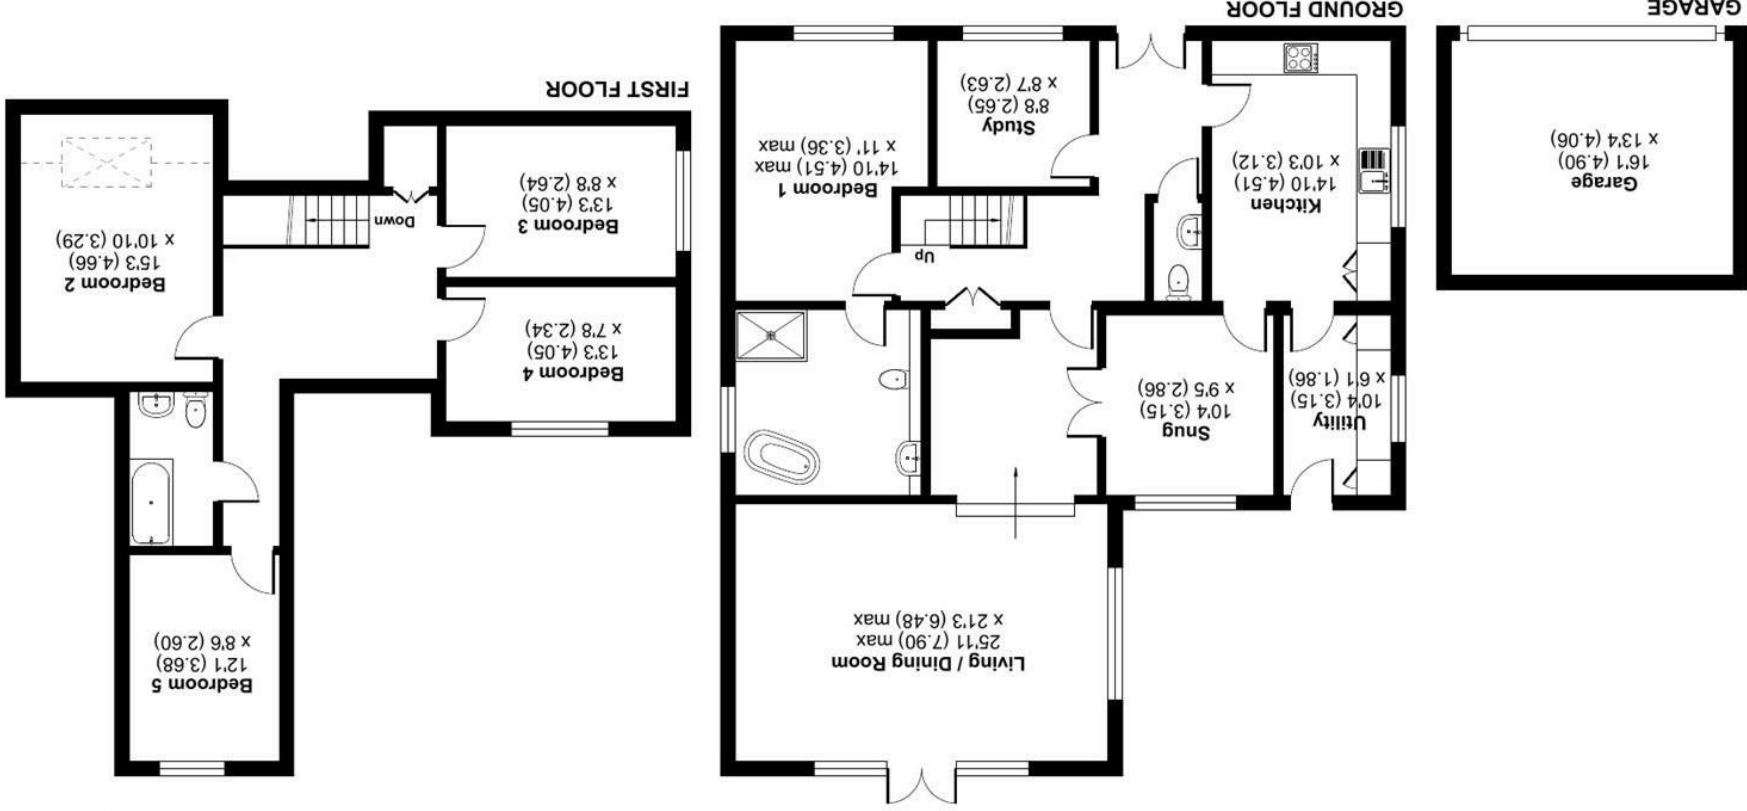 Living / Dining Room
25'11 (7.90) max
x 21'3 (6.48) max
Utility
10'4 (3.15)
x 6'1 (1.86)
Snug
10'4 (3.15)
x 9'5 (2.86)
Up
Kitchen
14'10 (4.51)
x 10'3 (3.12)
Bedroom 1
14'10 (4.51) max
x 11' (3.36) max
Study
8'8 (2.65)
x 8'7 (2.63)
GROUND FLOOR
Garage
16'1 (4.90)
x 13'4 (4.06)
GARAGE
Bedroom 5
12'1 (3.68)
x 8'6 (2.60)
Bedroom 4
13'3 (4.05)
x 7'8 (2.34)
Bedroom 2
15'3 (4.66)
x 10'10 (3.29)
Down
Bedroom 3
13'3 (4.05)
x 8'8 (2.64)
FIRST FLOOR